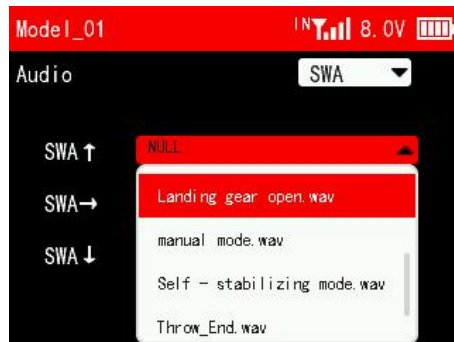 Model_01 IN 8.0V
Audio SWA
SWA↑ NULL
Landing gear open.wav
SWA→
manual mode.wav
SWA↓
Self - stabilizing mode.wav
Throw_End.wav